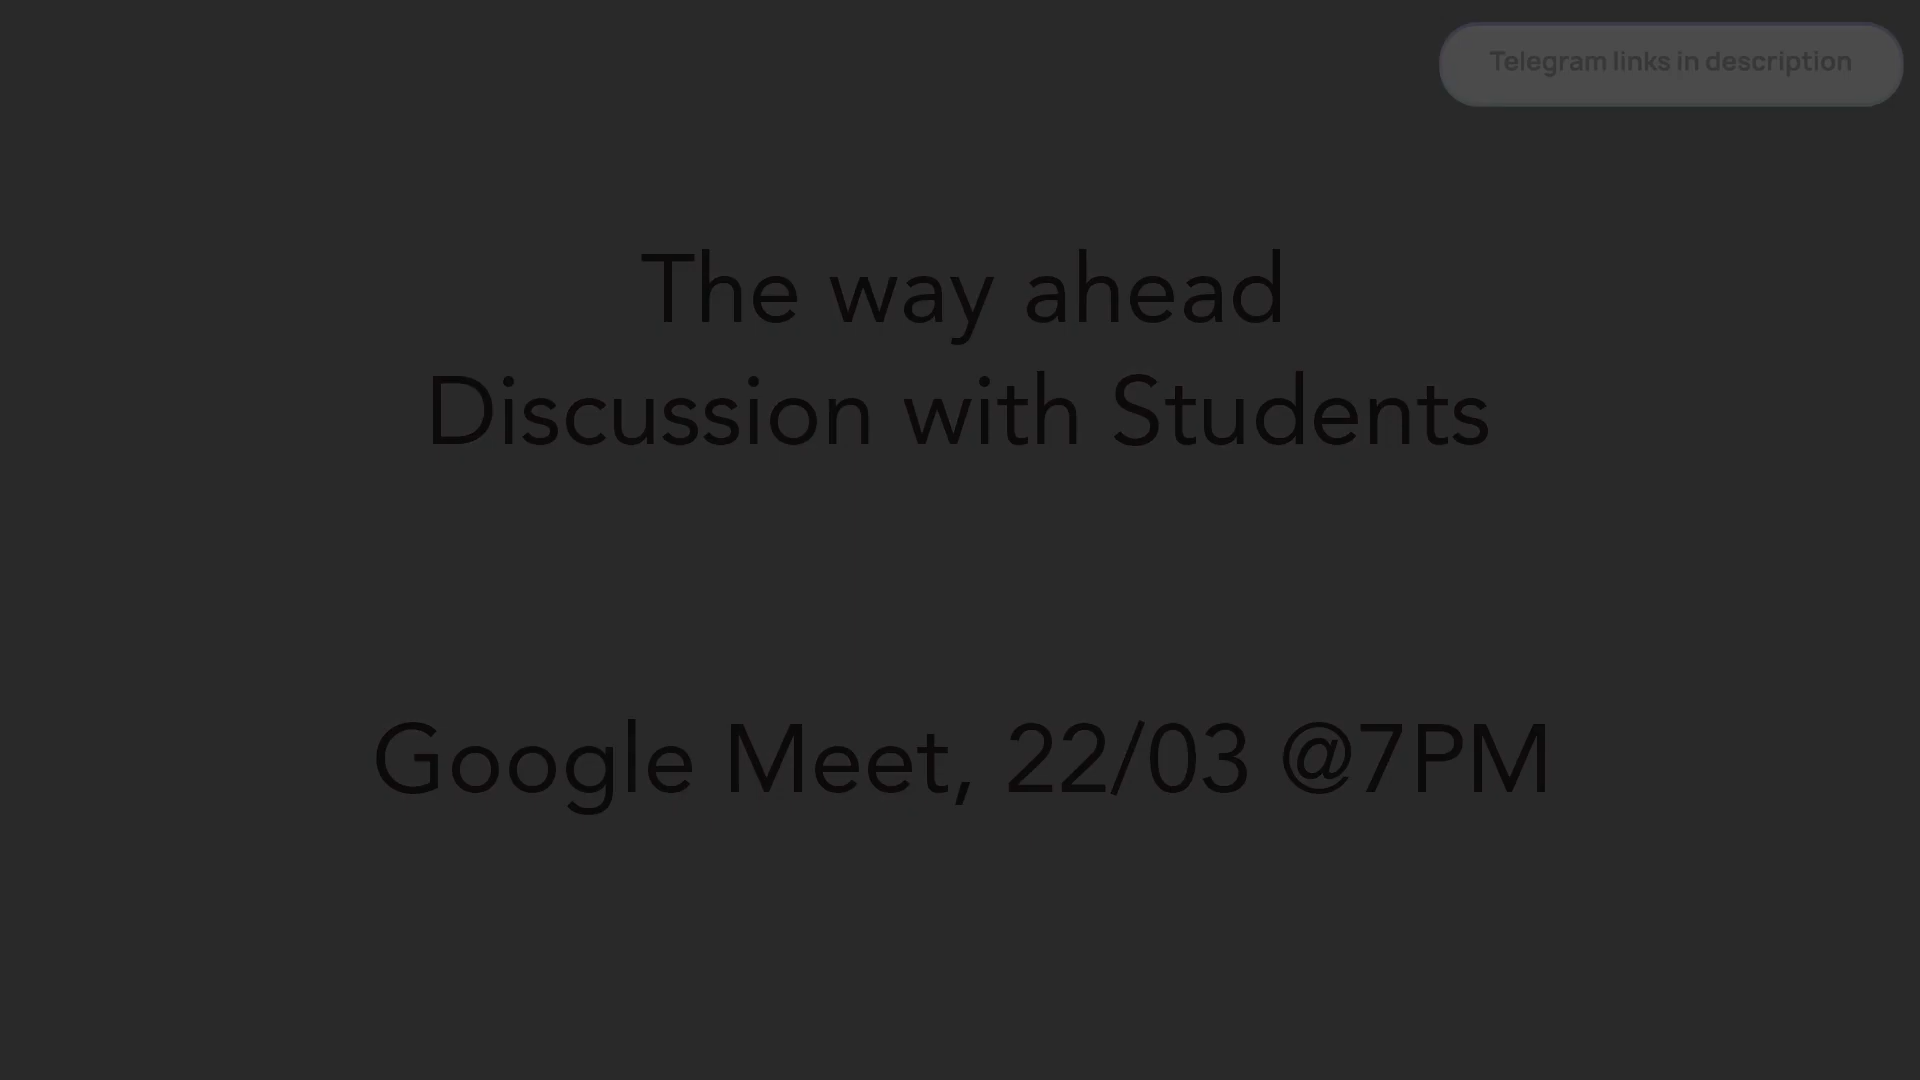 Telegram links in description
The way ahead
Discussion with Students
Google Meet, 22/03 @7PM